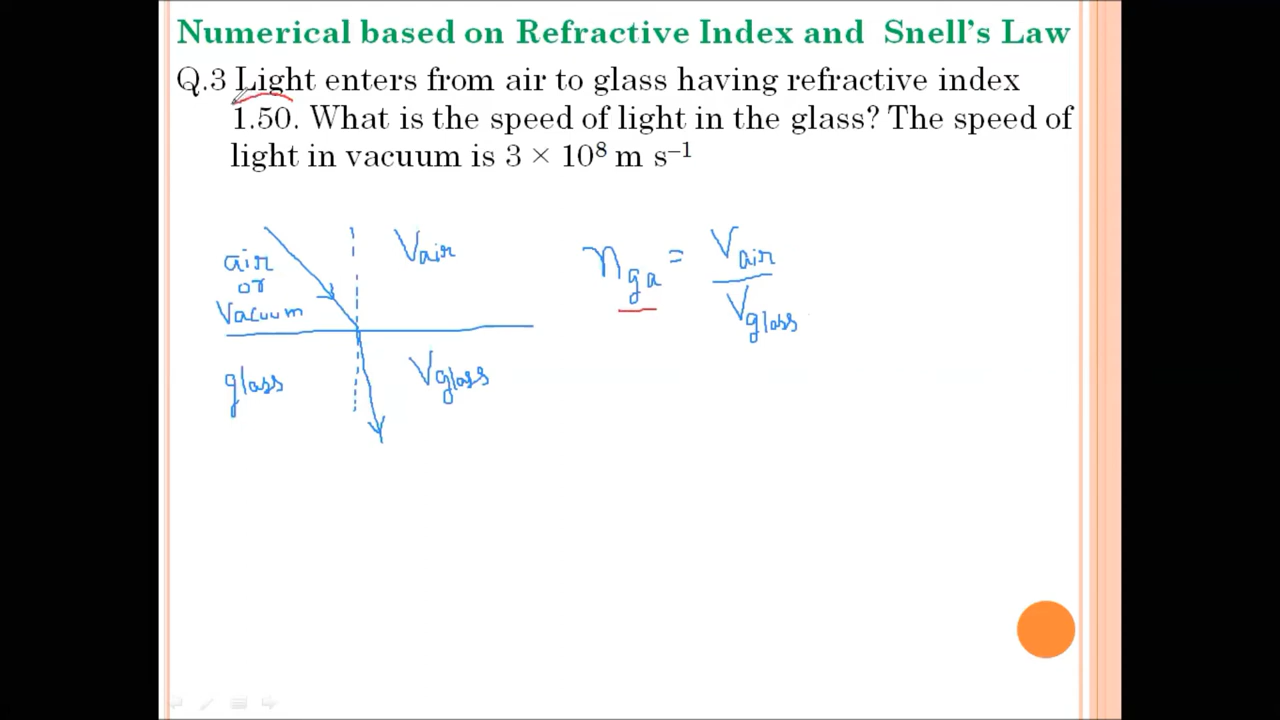 Numerical based on Refractive Index and Snell's Law
Q.3 Light enters from air to glass having refractive index
1.50. What is the speed of light in the glass? The speed of
light in vacuum is 3 × 10⁸ m s⁻¹
air
or
Vacuum
Vair
glass
Vglass
nga = Vair
Vglass